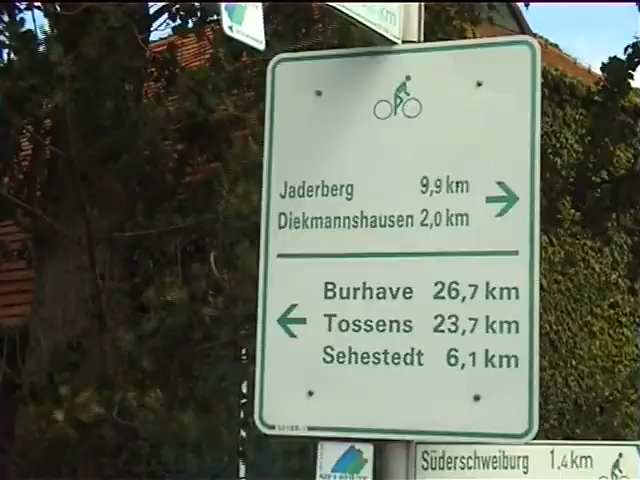 km
Jaderberg 9,9 km
Diekmannshausen 2,0 km
Burhave 26,7 km
Tossens 23,7 km
Sehestedt 6,1 km
Süderschweiburg 1,4 km